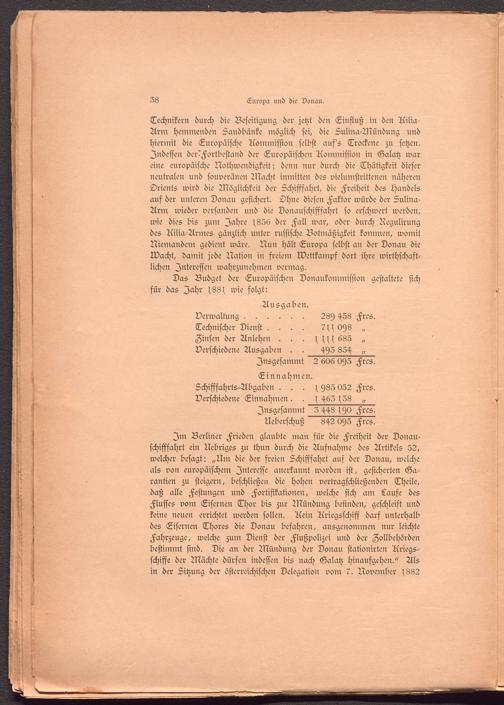 38 Europa und die Donau.
Technikern durch die Beseitigung der jetzt den Einfluß in den Kilia-
Arm hemmenden Sandbänke möglich sei, die Sulina-Mündung und
hiermit die Europäische Kommission selbst auf's Trockene zu setzen.
Indessen der Fortbestand der Europäischen Kommission in Galatz war
eine europäische Nothwendigkeit; denn nur durch die Thätigkeit dieser
neutralen und souveränen Macht inmitten des vielumstrittenen näheren
Orients wird die Möglichkeit der Schifffahrt, die Freiheit des Handels
auf der unteren Donau gesichert. Ohne diesen Faktor würde der Sulina-
Arm wieder versanden und die Donauschifffahrt so erschwert werden,
wie dies bis zum Jahre 1856 der Fall war, oder durch Regulirung
des Kilia-Armes gänzlich unter russische Botmäßigkeit kommen, womit
Niemandem gedient wäre. Nun hält Europa selbst an der Donau die
Wacht, damit jede Nation in freiem Wettkampf dort ihre wirthschaft-
lichen Interessen wahrzunehmen vermag.
Das Budget der Europäischen Donaukommission gestaltete sich
für das Jahr 1881 wie folgt:
Ausgaben.
Verwaltung . . . . . . 289 458 Frcs.
Technischer Dienst . . . . 711 098 „
Zinsen der Anlehen . . . 1 111 685 „
Verschiedene Ausgaben . . 493 854 „
Insgesammt 2 606 095 Frcs.
Einnahmen.
Schifffahrts-Abgaben . . . 1 985 052 Frcs.
Verschiedene Einnahmen . . 1 463 138 „
Insgesammt 3 448 190 Frcs.
Ueberschuß 842 095 Frcs.
Im Berliner Frieden glaubte man für die Freiheit der Donau-
schifffahrt ein Uebriges zu thun durch die Aufnahme des Artikels 52,
welcher besagt: „Um die der freien Schifffahrt auf der Donau, welche
als von europäischem Interesse anerkannt worden ist, gesicherten Ga-
rantien zu steigern, beschließen die hohen vertragschließenden Theile,
daß alle Festungen und Fortifikationen, welche sich am Laufe des
Flusses vom Eisernen Thor bis zur Mündung befinden, geschleift und
keine neuen errichtet werden sollen. Kein Kriegsschiff darf unterhalb
des Eisernen Thores die Donau befahren, ausgenommen nur leichte
Fahrzeuge, welche zum Dienst der Flußpolizei und der Zollbehörden
bestimmt sind. Die an der Mündung der Donau stationirten Kriegs-
schiffe der Mächte dürfen indessen bis nach Galatz hinaufgehen.“ Als
in der Sitzung der österreichischen Delegation vom 7. November 1882